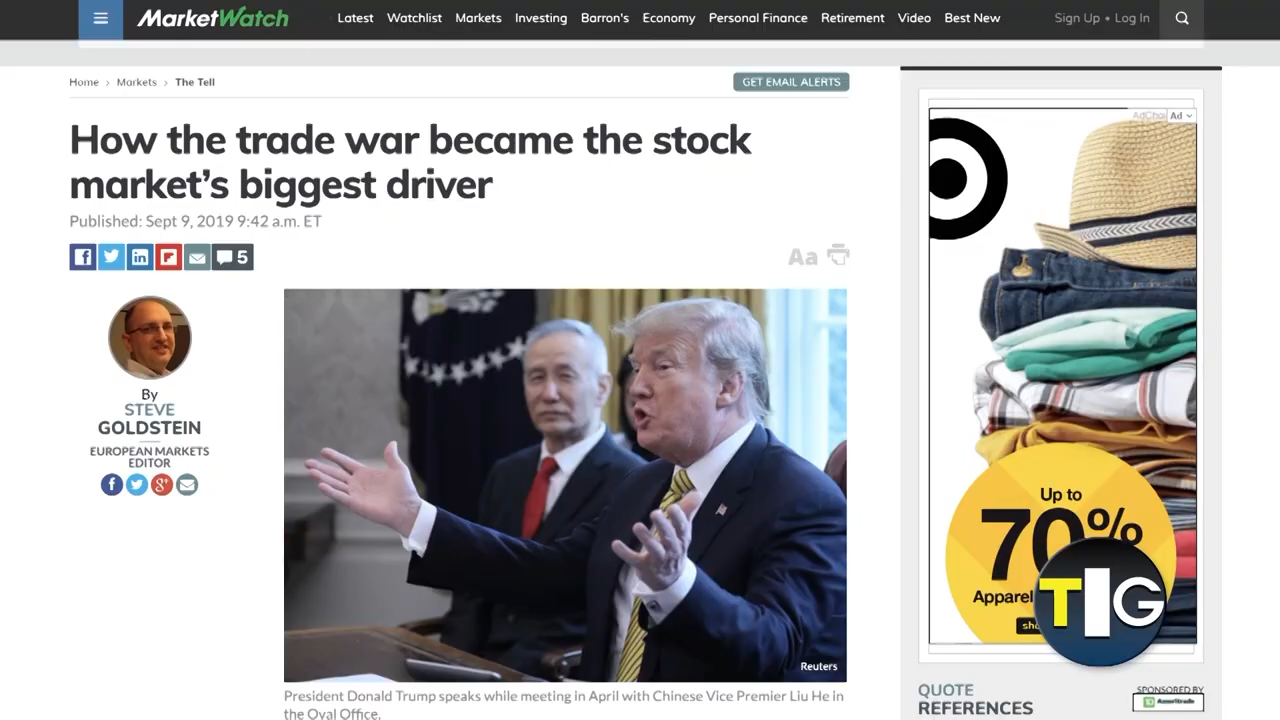 MarketWatch
Latest Watchlist Markets Investing Barron's Economy Personal Finance Retirement Video Best New
Sign Up • Log In
Home › Markets › The Tell
GET EMAIL ALERTS
How the trade war became the stock
market's biggest driver
Published: Sept 9, 2019 9:42 a.m. ET
5
Aa
By
STEVE
GOLDSTEIN
EUROPEAN MARKETS
EDITOR
Reuters
President Donald Trump speaks while meeting in April with Chinese Vice Premier Liu He in
the Oval Office.
Ad
Up to
70%
Apparel
TIG
QUOTE
REFERENCES
SPONSORED BY
Ameritrade